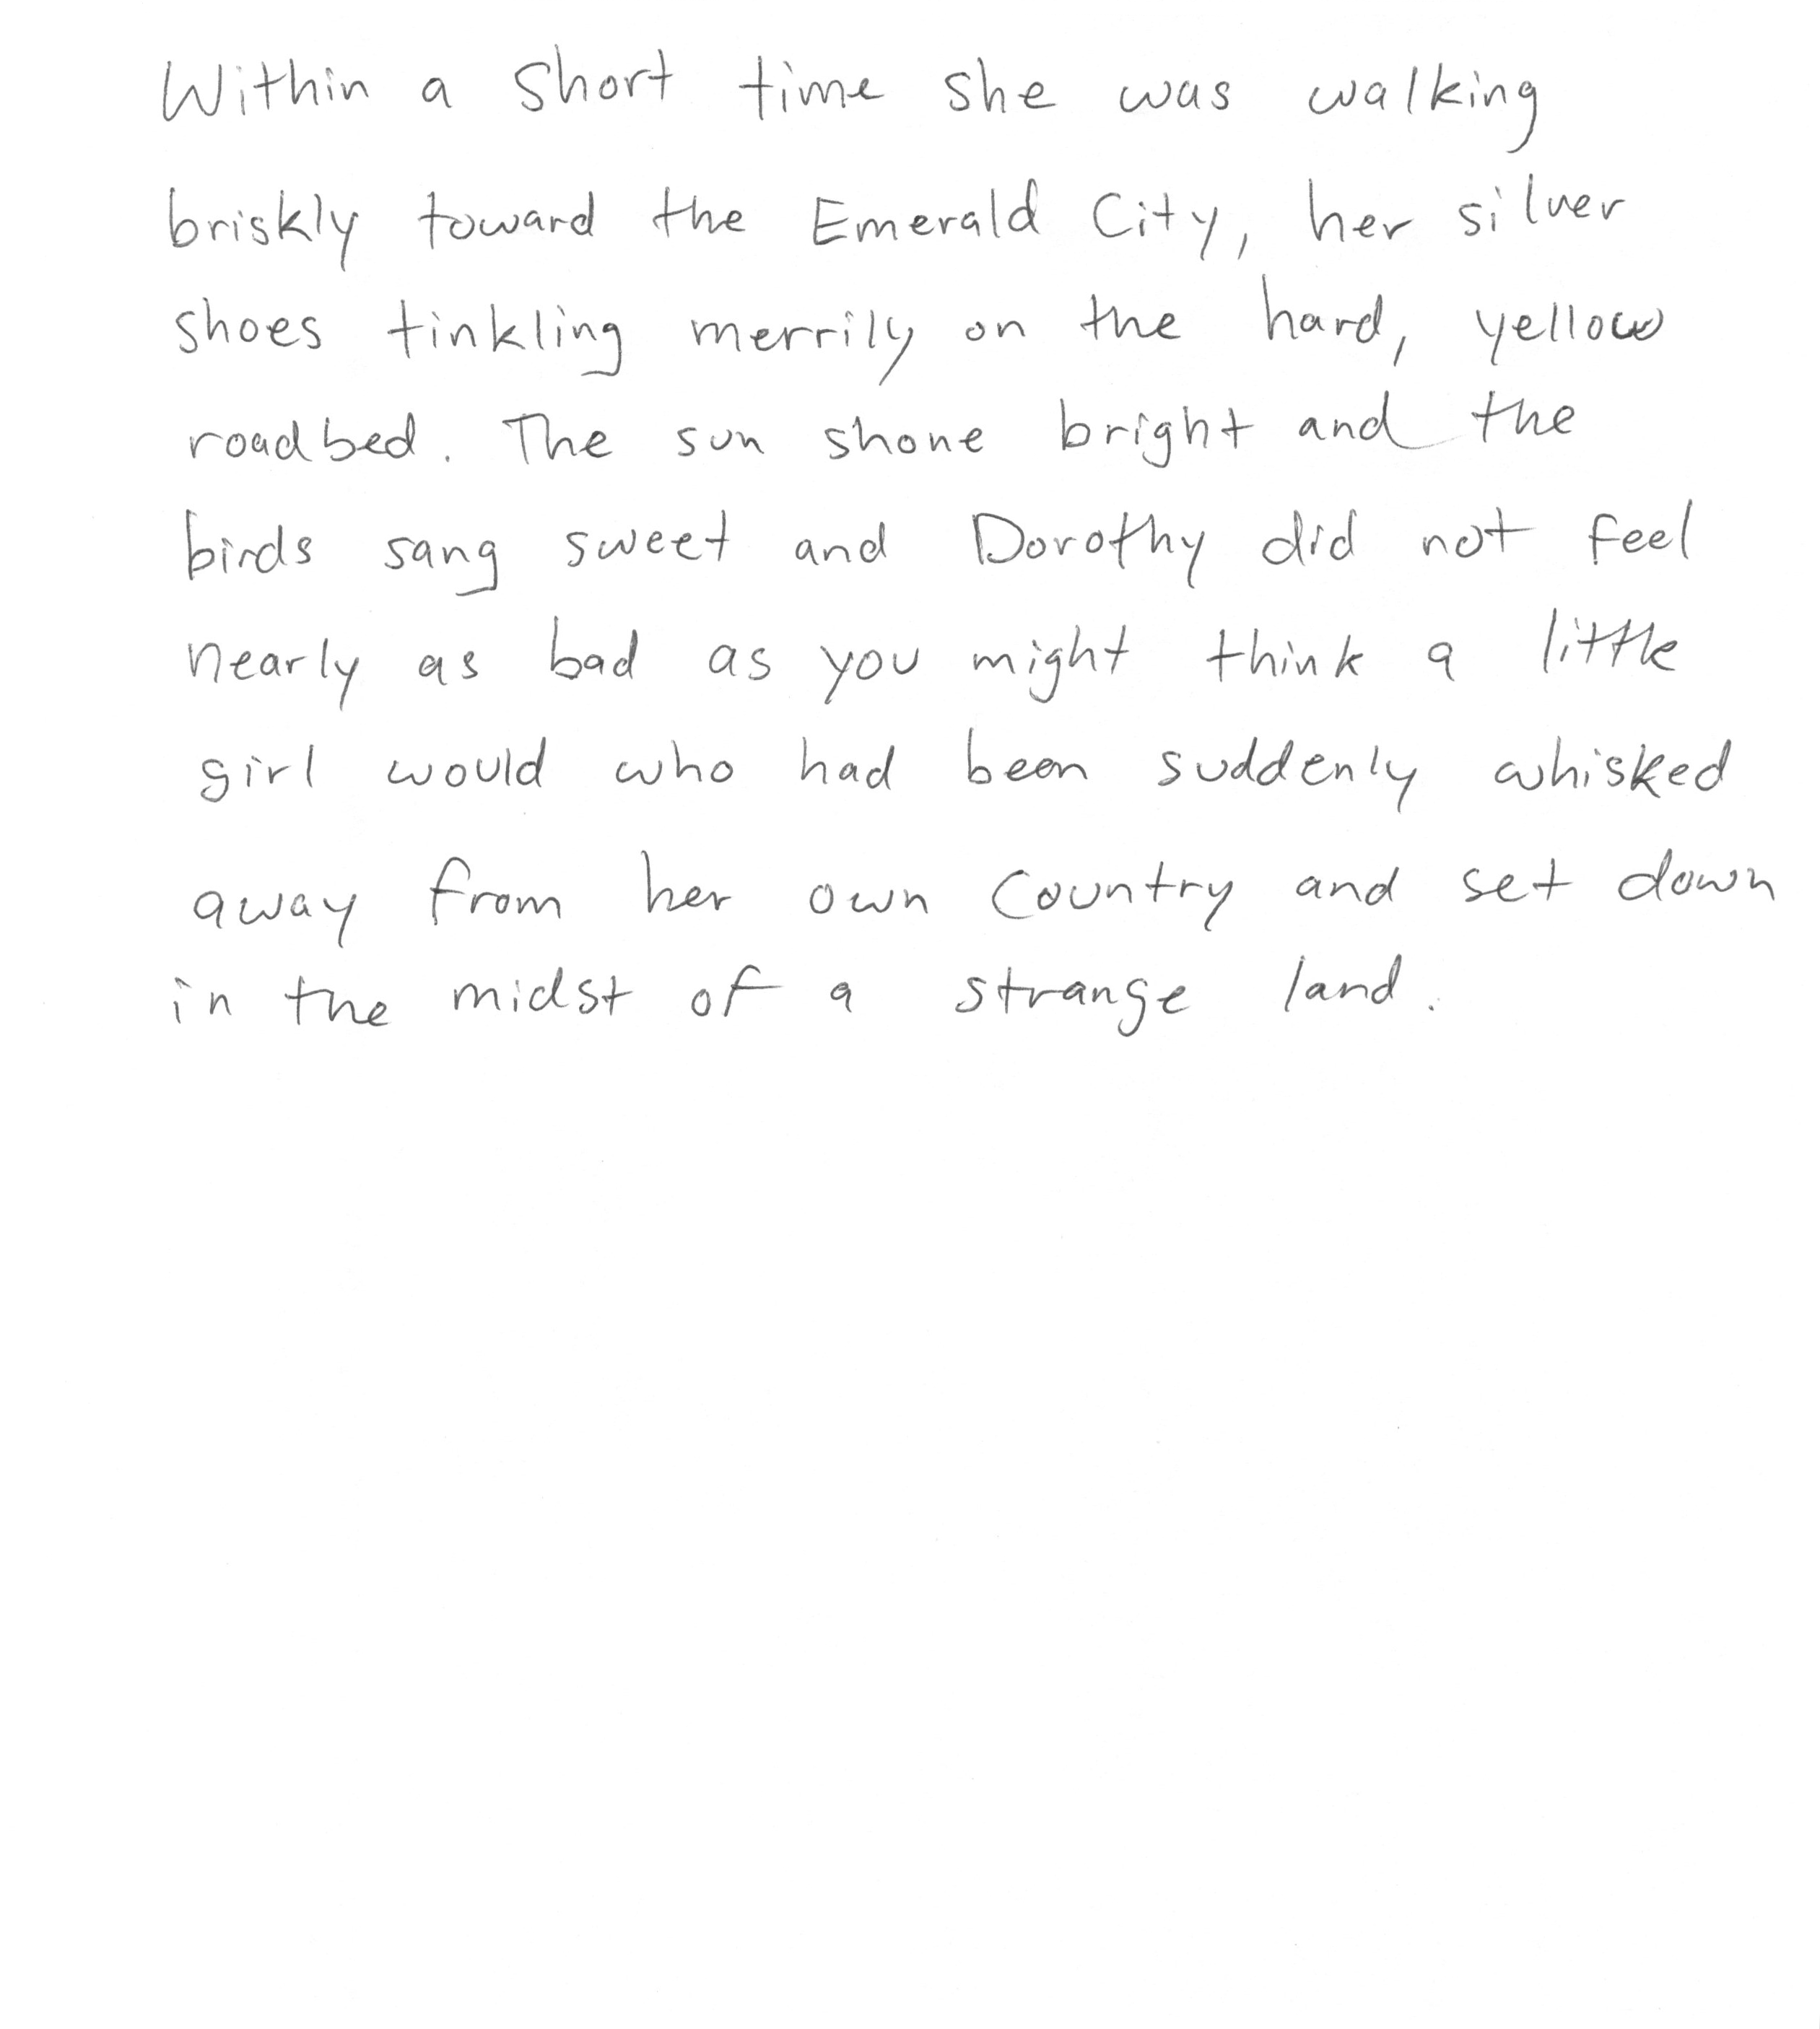 Within a short time she was walking
briskly toward the Emerald City, her silver
shoes tinkling merrily on the hard, yellow
roadbed. The sun shone bright and the
birds sang sweet and Dorothy did not feel
nearly as bad as you might think a little
girl would who had been suddenly whisked
away from her own country and set down
in the midst of a strange land.